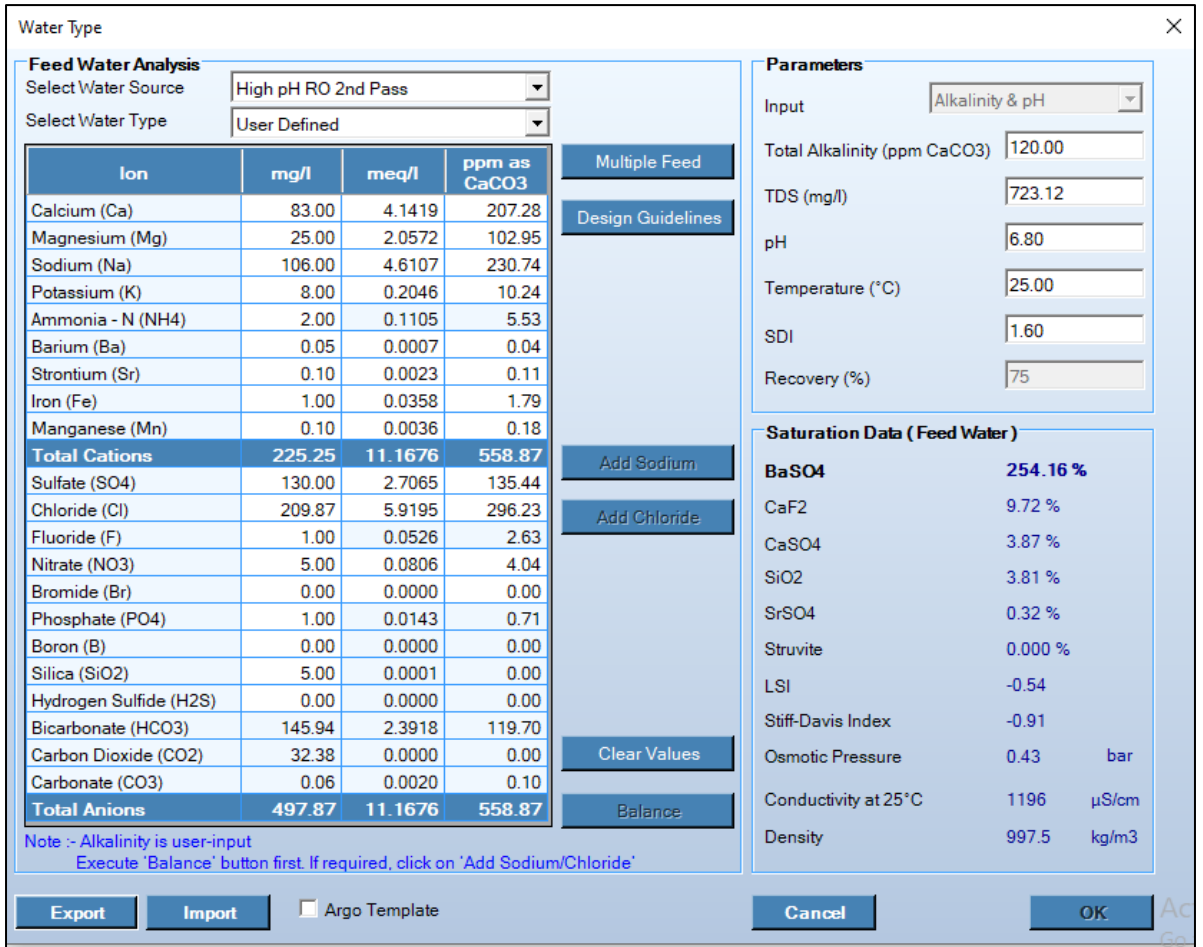 Water Type
Feed Water Analysis
Select Water Source High pH RO 2nd Pass
Select Water Type User Defined
Ion mg/l meq/l ppm as CaCO3
Calcium (Ca) 83.00 4.1419 207.28
Magnesium (Mg) 25.00 2.0572 102.95
Sodium (Na) 106.00 4.6107 230.74
Potassium (K) 8.00 0.2046 10.24
Ammonia - N (NH4) 2.00 0.1105 5.53
Barium (Ba) 0.05 0.0007 0.04
Strontium (Sr) 0.10 0.0023 0.11
Iron (Fe) 1.00 0.0358 1.79
Manganese (Mn) 0.10 0.0036 0.18
Total Cations 225.25 11.1676 558.87
Sulfate (SO4) 130.00 2.7065 135.44
Chloride (Cl) 209.87 5.9195 296.23
Fluoride (F) 1.00 0.0526 2.63
Nitrate (NO3) 5.00 0.0806 4.04
Bromide (Br) 0.00 0.0000 0.00
Phosphate (PO4) 1.00 0.0143 0.71
Boron (B) 0.00 0.0000 0.00
Silica (SiO2) 5.00 0.0001 0.00
Hydrogen Sulfide (H2S) 0.00 0.0000 0.00
Bicarbonate (HCO3) 145.94 2.3918 119.70
Carbon Dioxide (CO2) 32.38 0.0000 0.00
Carbonate (CO3) 0.06 0.0020 0.10
Total Anions 497.87 11.1676 558.87
Note :- Alkalinity is user-input
Execute 'Balance' button first. If required, click on 'Add Sodium/Chloride'
Multiple Feed
Design Guidelines
Add Sodium
Add Chloride
Clear Values
Balance
Parameters
Input Alkalinity & pH
Total Alkalinity (ppm CaCO3) 120.00
TDS (mg/l) 723.12
pH 6.80
Temperature (°C) 25.00
SDI 1.60
Recovery (%) 75
Saturation Data ( Feed Water )
BaSO4 254.16 %
CaF2 9.72 %
CaSO4 3.87 %
SiO2 3.81 %
SrSO4 0.32 %
Struvite 0.000 %
LSI -0.54
Stiff-Davis Index -0.91
Osmotic Pressure 0.43 bar
Conductivity at 25°C 1196 µS/cm
Density 997.5 kg/m3
Export Import Argo Template Cancel OK